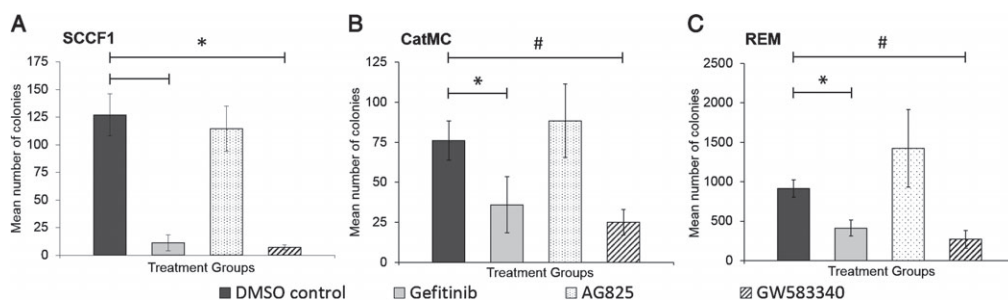 A
SCCF1
*
Mean number of colonies
175
150
125
100
75
50
25
0
Treatment Groups
B
CatMC
#
*
Mean number of colonies
125
100
75
50
25
0
Treatment Groups
C
REM
#
*
Mean number of colonies
2500
2000
1500
1000
500
0
Treatment Groups
DMSO control Gefitinib AG825 GW583340